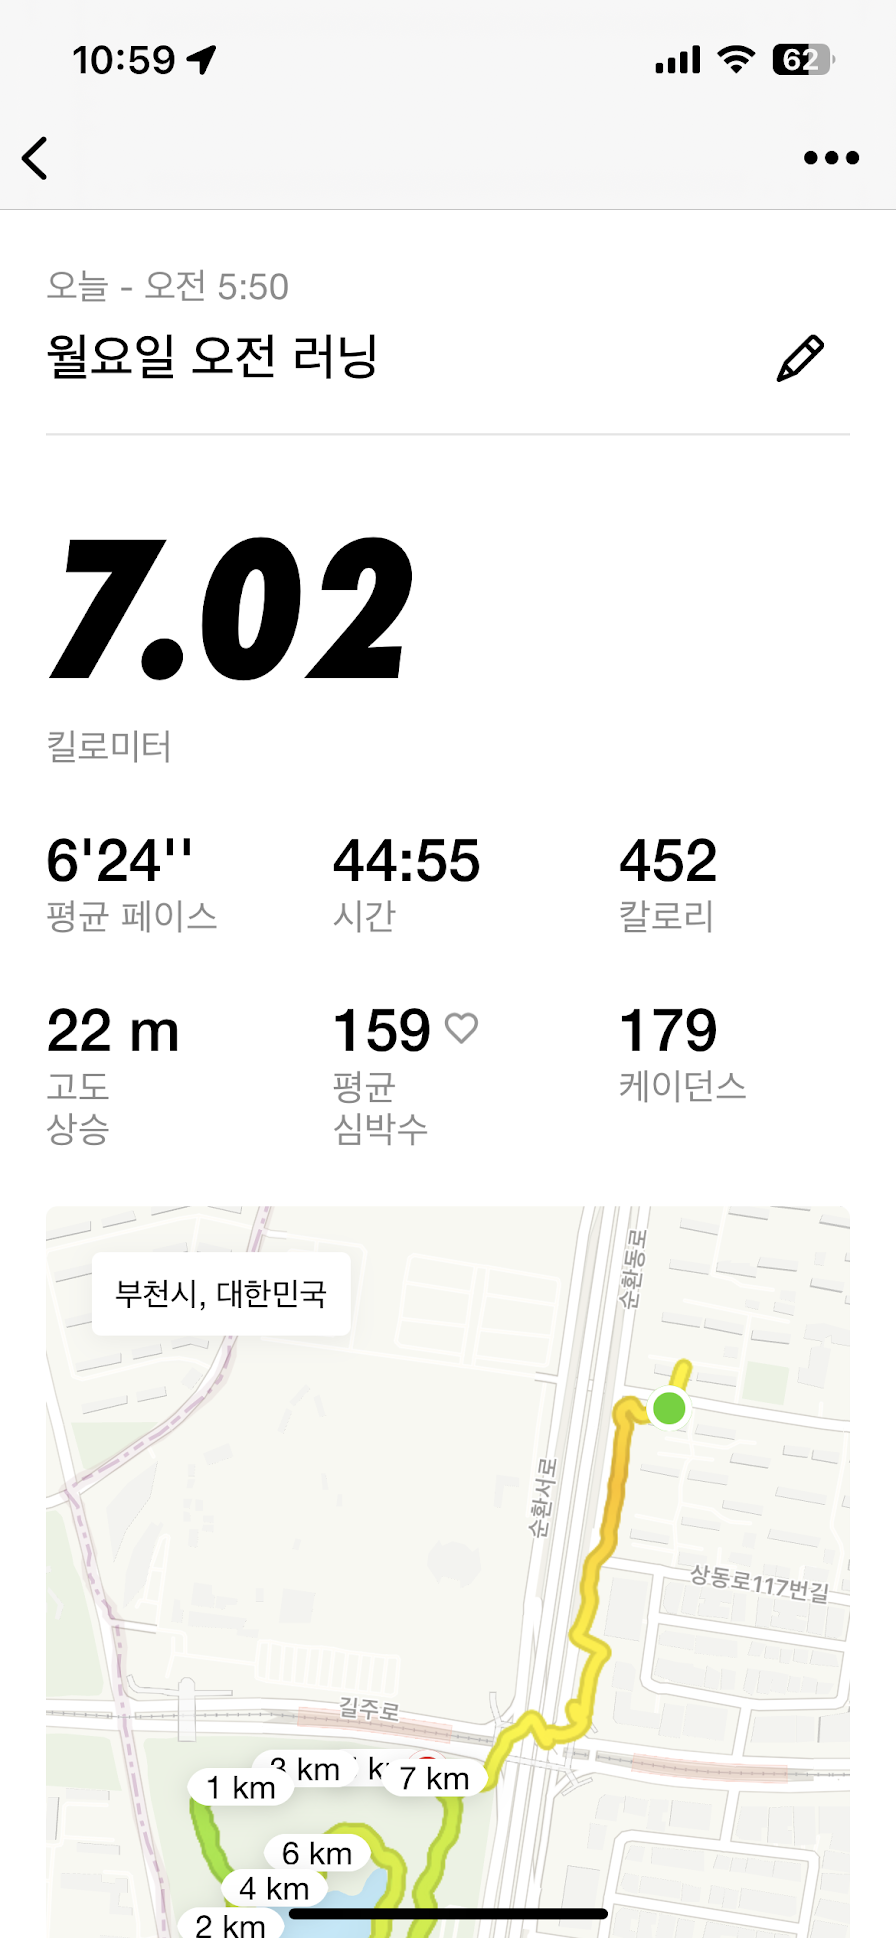 10:59
62
오늘 - 오전 5:50
월요일 오전 러닝
7.02
킬로미터
6'24''
평균 페이스
44:55
시간
452
칼로리
22 m
고도
상승
159
평균
심박수
179
케이던스
부천시, 대한민국
순환동로
순환서로
상동로117번길
길주로
3 km
7 km
1 km
6 km
4 km
2 km